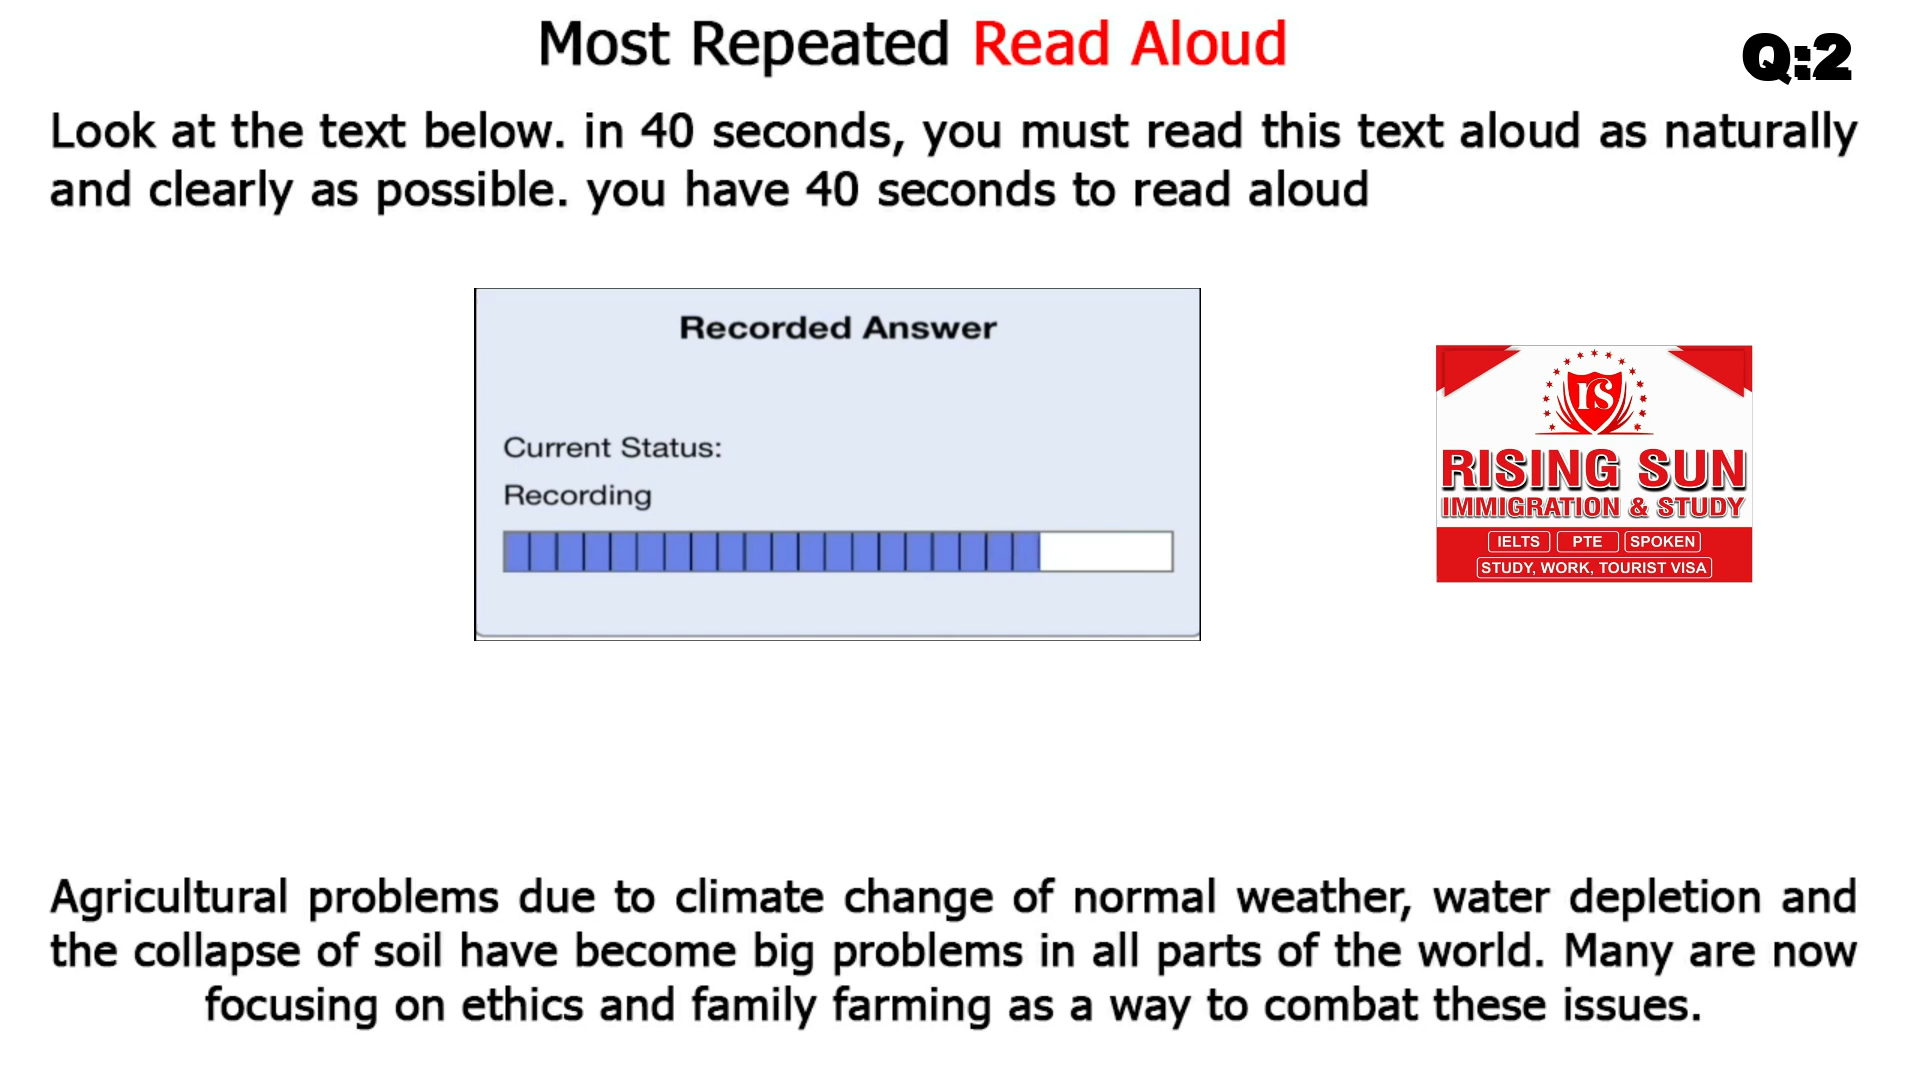 Most Repeated Read Aloud
Q:2
Look at the text below. in 40 seconds, you must read this text aloud as naturally
and clearly as possible. you have 40 seconds to read aloud
Recorded Answer
Current Status:
Recording
rs
RISING SUN
IMMIGRATION & STUDY
IELTS PTE SPOKEN
STUDY, WORK, TOURIST VISA
Agricultural problems due to climate change of normal weather, water depletion and
the collapse of soil have become big problems in all parts of the world. Many are now
focusing on ethics and family farming as a way to combat these issues.